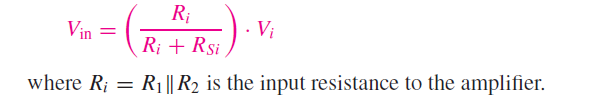 V_in = (R_i / (R_i + R_Si)) · V_i
where R_i = R_1 ∥ R_2 is the input resistance to the amplifier.